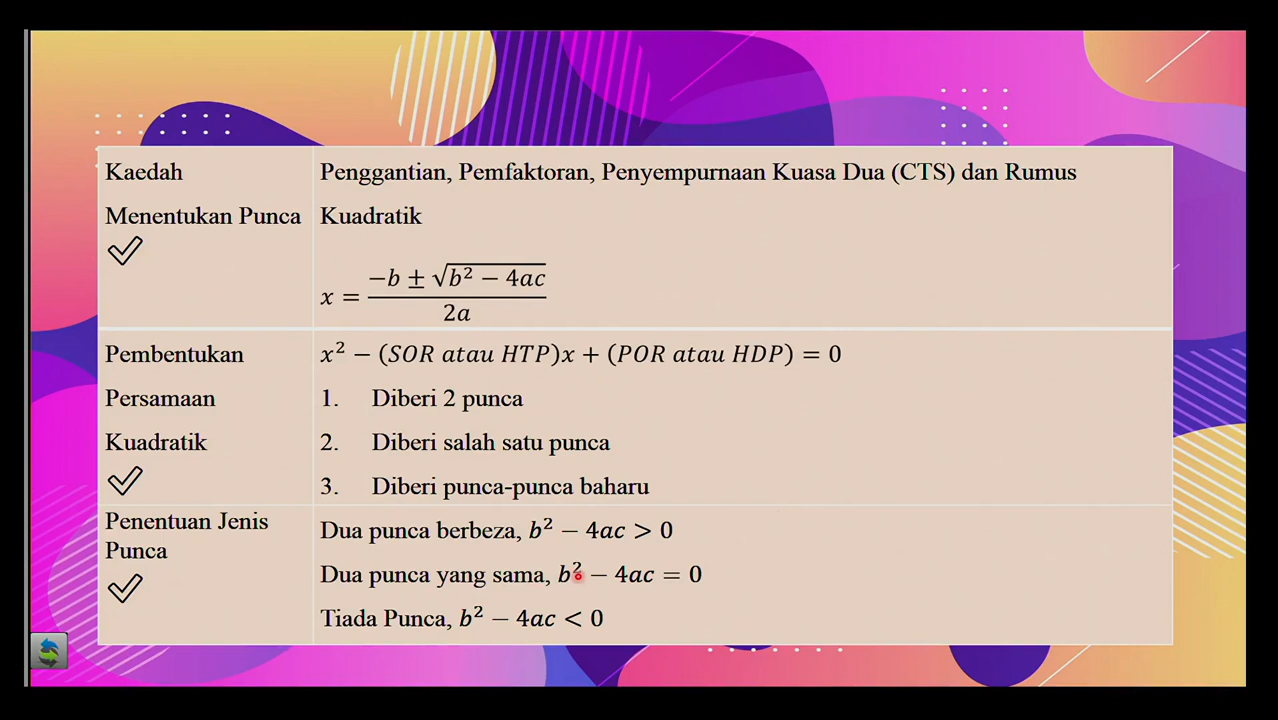 Kaedah
Menentukan Punca
Penggantian, Pemfaktoran, Penyempurnaan Kuasa Dua (CTS) dan Rumus
Kuadratik
x = \frac{-b ± \sqrt{b² − 4ac}}{2a}
Pembentukan
Persamaan
Kuadratik
x² − (SOR atau HTP)x + (POR atau HDP) = 0
1. Diberi 2 punca
2. Diberi salah satu punca
3. Diberi punca-punca baharu
Penentuan Jenis
Punca
Dua punca berbeza, b² − 4ac > 0
Dua punca yang sama, b² − 4ac = 0
Tiada Punca, b² − 4ac < 0